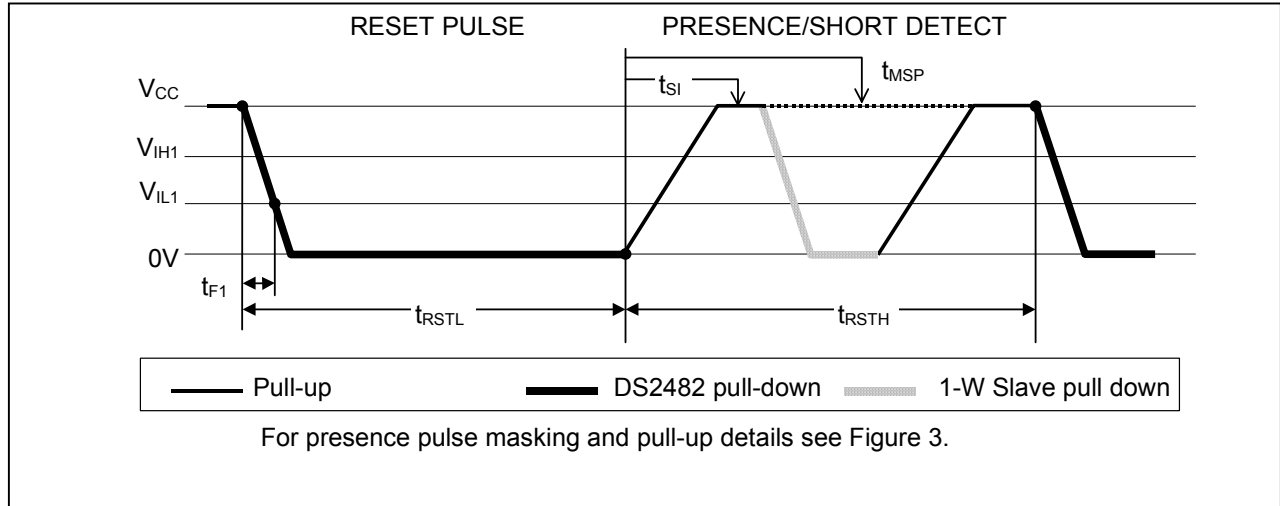 RESET PULSE PRESENCE/SHORT DETECT
tMSP
tSI
VCC
VIH1
VIL1
0V
tF1
tRSTL tRSTH
Pull-up DS2482 pull-down 1-W Slave pull down
For presence pulse masking and pull-up details see Figure 3.